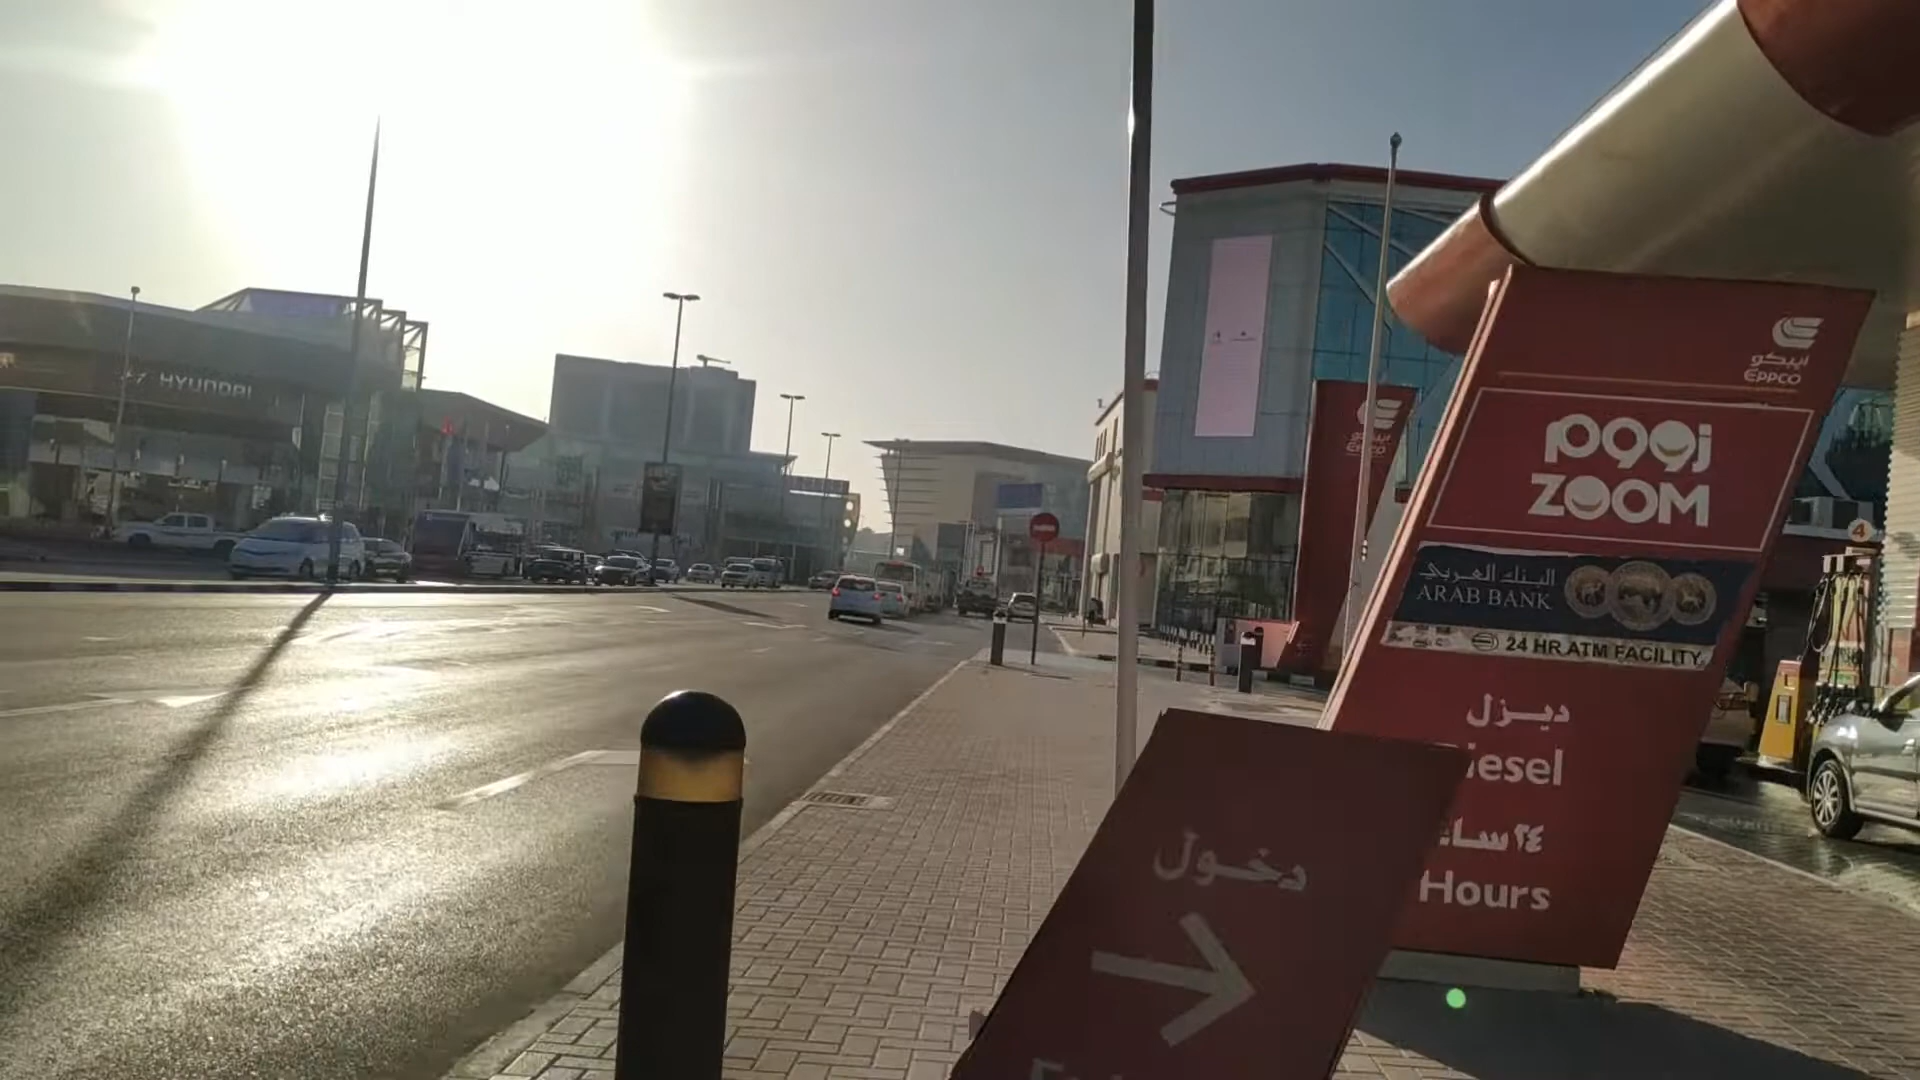 HYUNDAI
ايبكو
EPPCO
ايبكو
EPPCO
زووم
ZOOM
البنك العربي
ARAB BANK
24 HR ATM FACILITY
ديزل
iesel
٢٤ سا
Hours
دخول
4